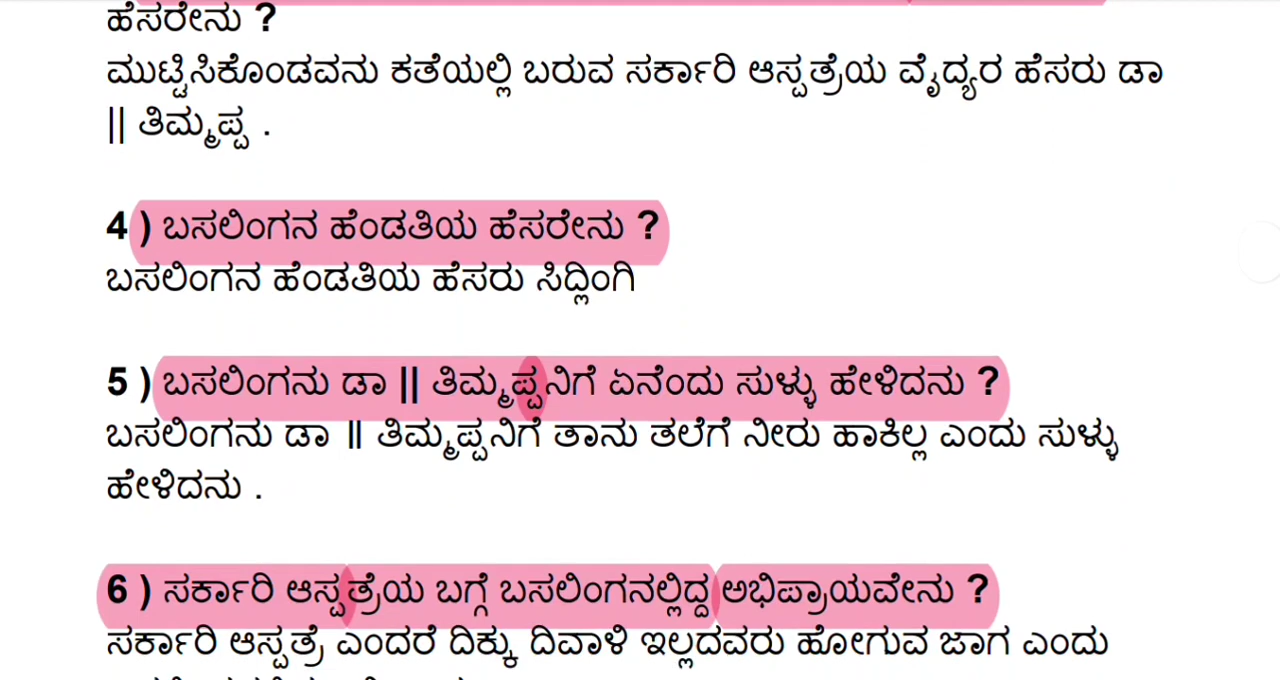 ಹೆಸರೇನು ?
ಮುಟ್ಟಿಸಿಕೊಂಡವನು ಕತೆಯಲ್ಲಿ ಬರುವ ಸರ್ಕಾರಿ ಆಸ್ಪತ್ರೆಯ ವೈದ್ಯರ ಹೆಸರು ಡಾ
|| ತಿಮ್ಮಪ್ಪ .
4 ) ಬಸಲಿಂಗನ ಹೆಂಡತಿಯ ಹೆಸರೇನು ?
ಬಸಲಿಂಗನ ಹೆಂಡತಿಯ ಹೆಸರು ಸಿದ್ಲಿಂಗಿ
5 ) ಬಸಲಿಂಗನು ಡಾ || ತಿಮ್ಮಪ್ಪನಿಗೆ ಏನೆಂದು ಸುಳ್ಳು ಹೇಳಿದನು ?
ಬಸಲಿಂಗನು ಡಾ || ತಿಮ್ಮಪ್ಪನಿಗೆ ತಾನು ತಲೆಗೆ ನೀರು ಹಾಕಿಲ್ಲ ಎಂದು ಸುಳ್ಳು
ಹೇಳಿದನು .
6 ) ಸರ್ಕಾರಿ ಆಸ್ಪತ್ರೆಯ ಬಗ್ಗೆ ಬಸಲಿಂಗನಲ್ಲಿದ್ದ ಅಭಿಪ್ರಾಯವೇನು ?
ಸರ್ಕಾರಿ ಆಸ್ಪತ್ರೆ ಎಂದರೆ ದಿಕ್ಕು ದಿವಾಳಿ ಇಲ್ಲದವರು ಹೋಗುವ ಜಾಗ ಎಂದು